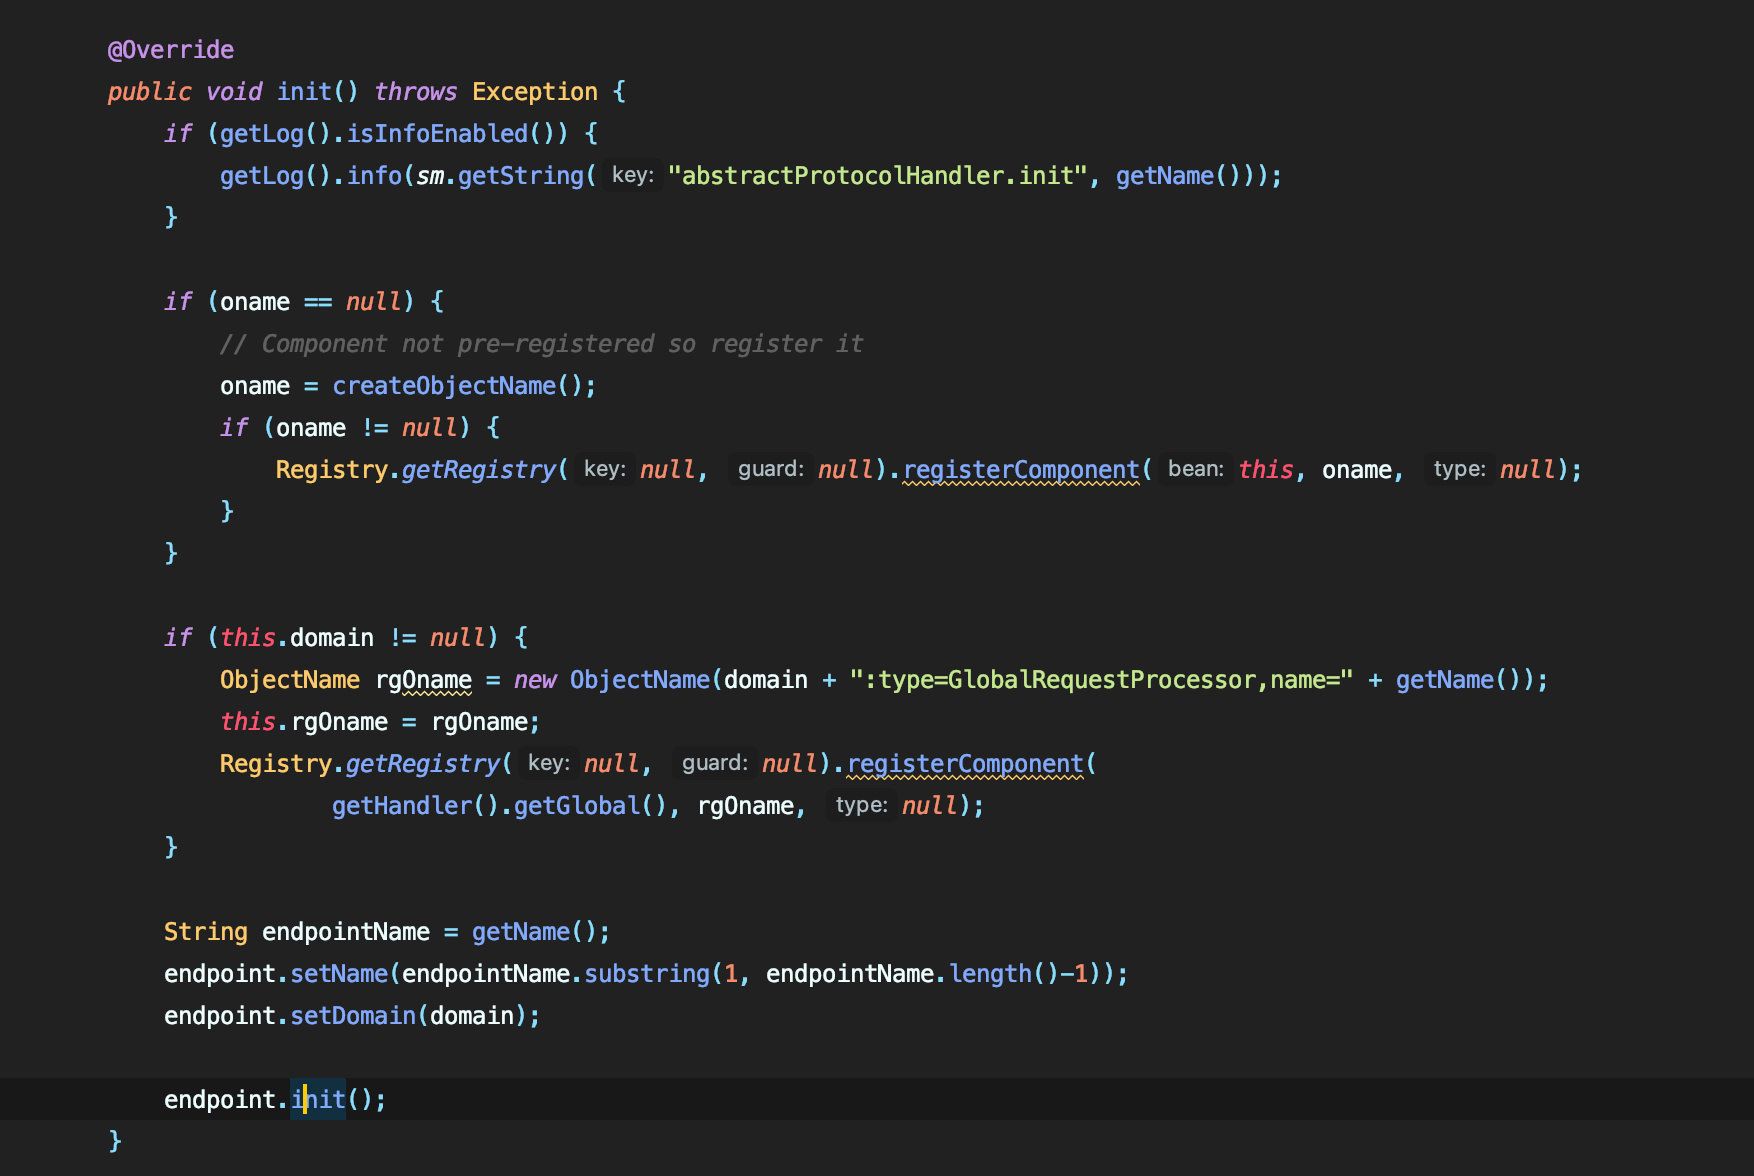 @Override
public void init() throws Exception {
    if (getLog().isInfoEnabled()) {
        getLog().info(sm.getString( key: "abstractProtocolHandler.init", getName()));
    }

    if (oname == null) {
        // Component not pre-registered so register it
        oname = createObjectName();
        if (oname != null) {
            Registry.getRegistry( key: null, guard: null).registerComponent( bean: this, oname, type: null);
        }
    }

    if (this.domain != null) {
        ObjectName rgOname = new ObjectName(domain + ":type=GlobalRequestProcessor,name=" + getName());
        this.rgOname = rgOname;
        Registry.getRegistry( key: null, guard: null).registerComponent(
                getHandler().getGlobal(), rgOname, type: null);
    }

    String endpointName = getName();
    endpoint.setName(endpointName.substring(1, endpointName.length()-1));
    endpoint.setDomain(domain);

    endpoint.init();
}